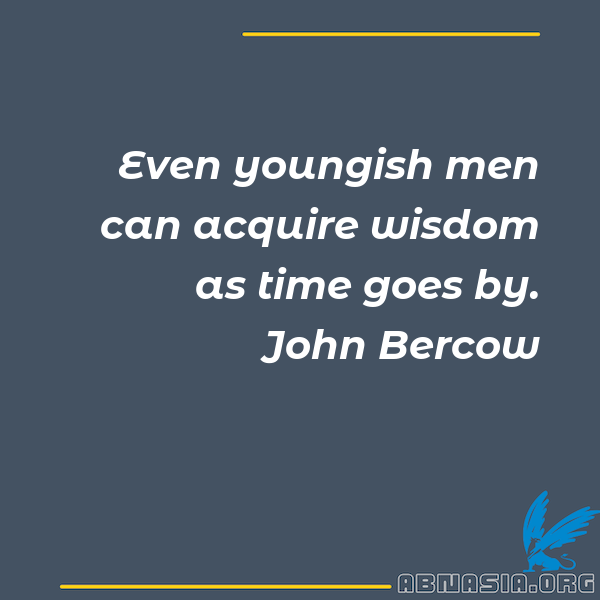 Even youngish men
can acquire wisdom
as time goes by.
John Bercow
ABNASIA.ORG